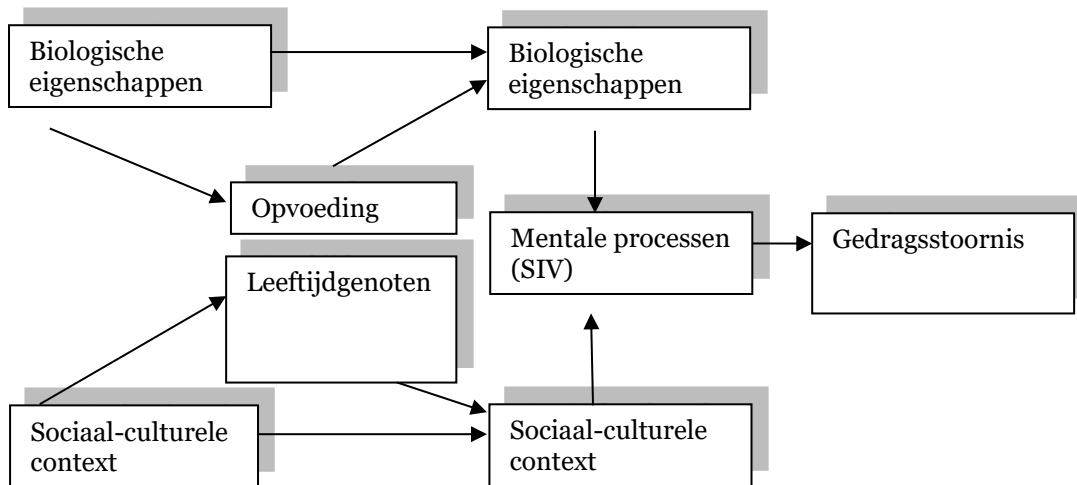 Biologische
eigenschappen
Biologische
eigenschappen
Opvoeding
Mentale processen
(SIV)
Gedragsstoornis
Leeftijdgenoten
Sociaal-culturele
context
Sociaal-culturele
context